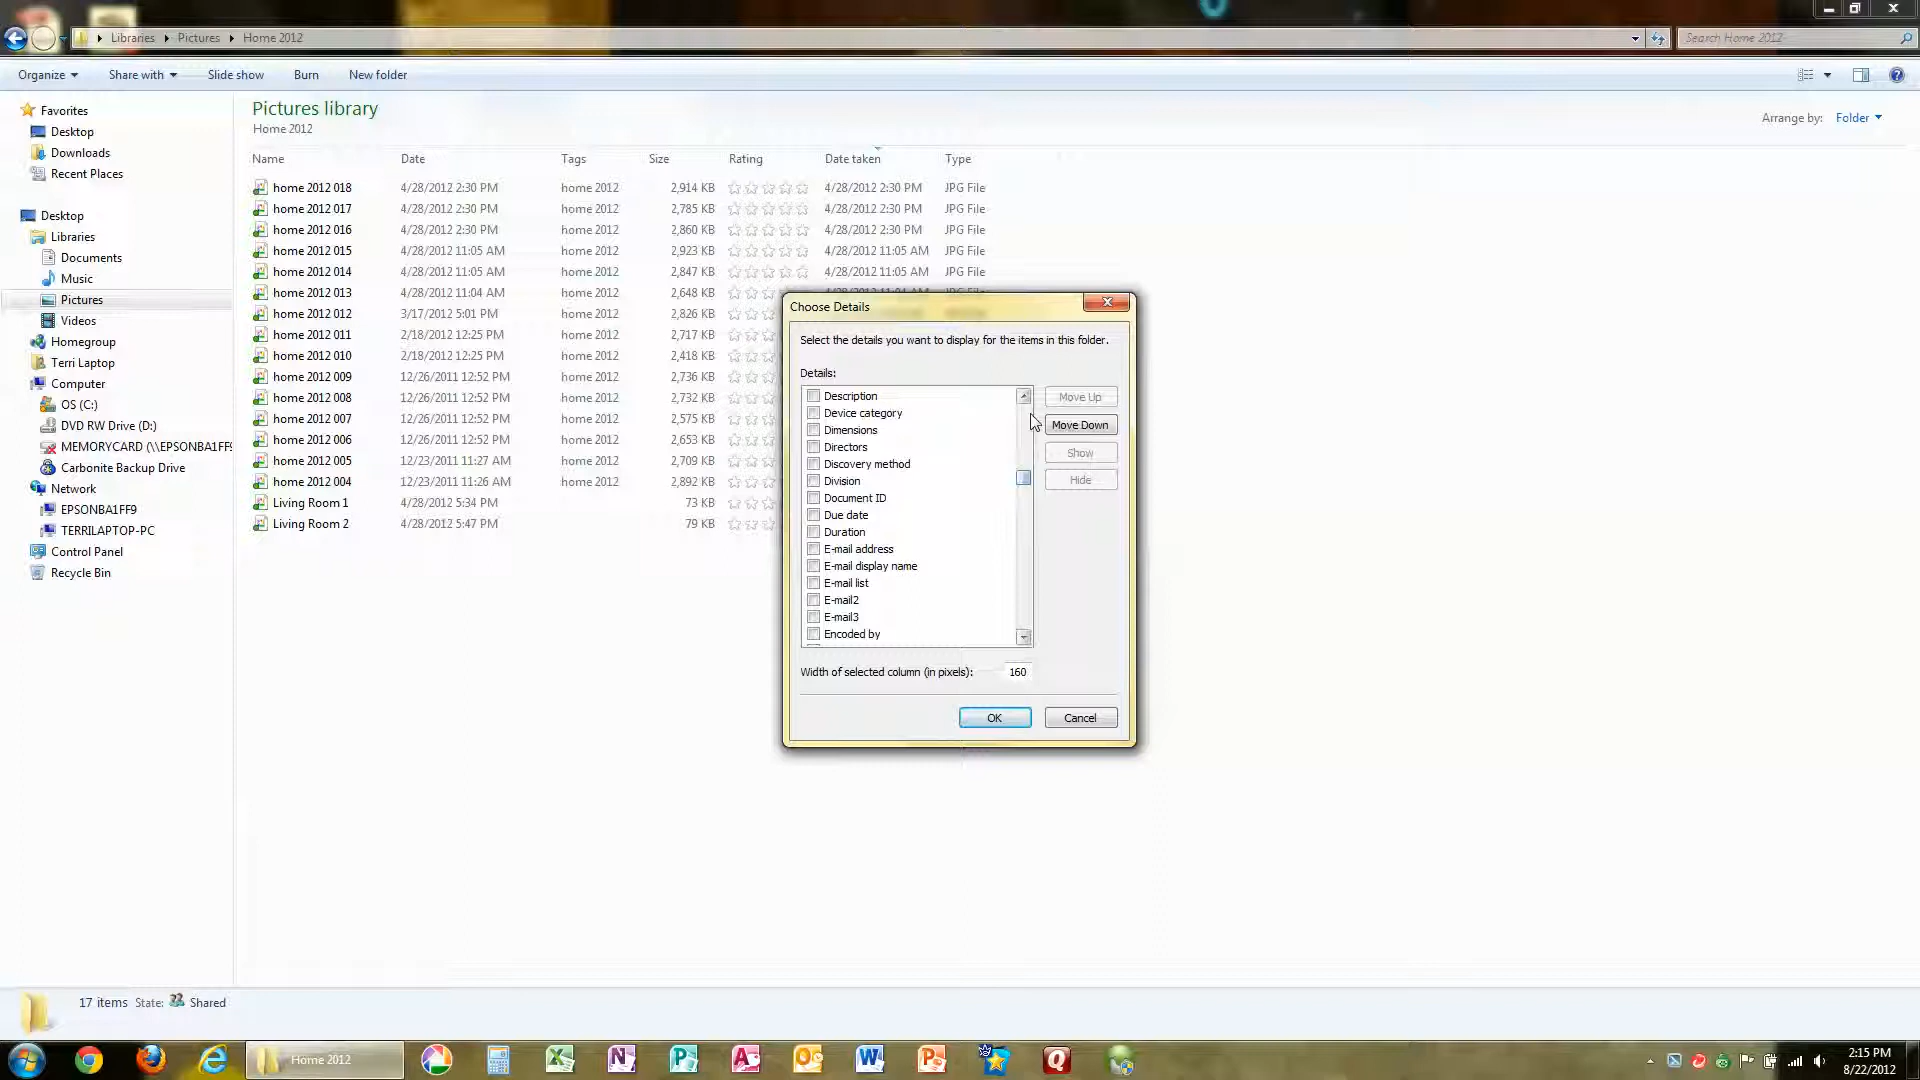 Libraries Pictures Home 2012
Search Home 2012
Organize Share with Slide show Burn New folder
Favorites
Desktop
Downloads
Recent Places
Desktop
Libraries
Documents
Music
Pictures
Videos
Homegroup
Terri Laptop
Computer
OS (C:)
DVD RW Drive (D:)
MEMORYCARD (\\EPSONBA1FF9
Carbonite Backup Drive
Network
EPSONBA1FF9
TERRILAPTOP-PC
Control Panel
Recycle Bin
Pictures library
Home 2012
Arrange by: Folder
Name Date Tags Size Rating Date taken Type
home 2012 018 4/28/2012 2:30 PM home 2012 2,914 KB 4/28/2012 2:30 PM JPG File
home 2012 017 4/28/2012 2:30 PM home 2012 2,785 KB 4/28/2012 2:30 PM JPG File
home 2012 016 4/28/2012 2:30 PM home 2012 2,860 KB 4/28/2012 2:30 PM JPG File
home 2012 015 4/28/2012 11:05 AM home 2012 2,923 KB 4/28/2012 11:05 AM JPG File
home 2012 014 4/28/2012 11:05 AM home 2012 2,847 KB 4/28/2012 11:05 AM JPG File
home 2012 013 4/28/2012 11:04 AM home 2012 2,648 KB
home 2012 012 3/17/2012 5:01 PM home 2012 2,826 KB
home 2012 011 2/18/2012 12:25 PM home 2012 2,717 KB
home 2012 010 2/18/2012 12:25 PM home 2012 2,418 KB
home 2012 009 12/26/2011 12:52 PM home 2012 2,736 KB
home 2012 008 12/26/2011 12:52 PM home 2012 2,732 KB
home 2012 007 12/26/2011 12:52 PM home 2012 2,575 KB
home 2012 006 12/26/2011 12:52 PM home 2012 2,653 KB
home 2012 005 12/23/2011 11:27 AM home 2012 2,709 KB
home 2012 004 12/23/2011 11:26 AM home 2012 2,892 KB
Living Room 1 4/28/2012 5:34 PM 73 KB
Living Room 2 4/28/2012 5:47 PM 79 KB
Choose Details
Select the details you want to display for the items in this folder.
Details:
Description
Device category
Dimensions
Directors
Discovery method
Division
Document ID
Due date
Duration
E-mail address
E-mail display name
E-mail list
E-mail2
E-mail3
Encoded by
Move Up
Move Down
Show
Hide
Width of selected column (in pixels): 160
OK Cancel
17 items State: Shared
Home 2012
2:15 PM
8/22/2012